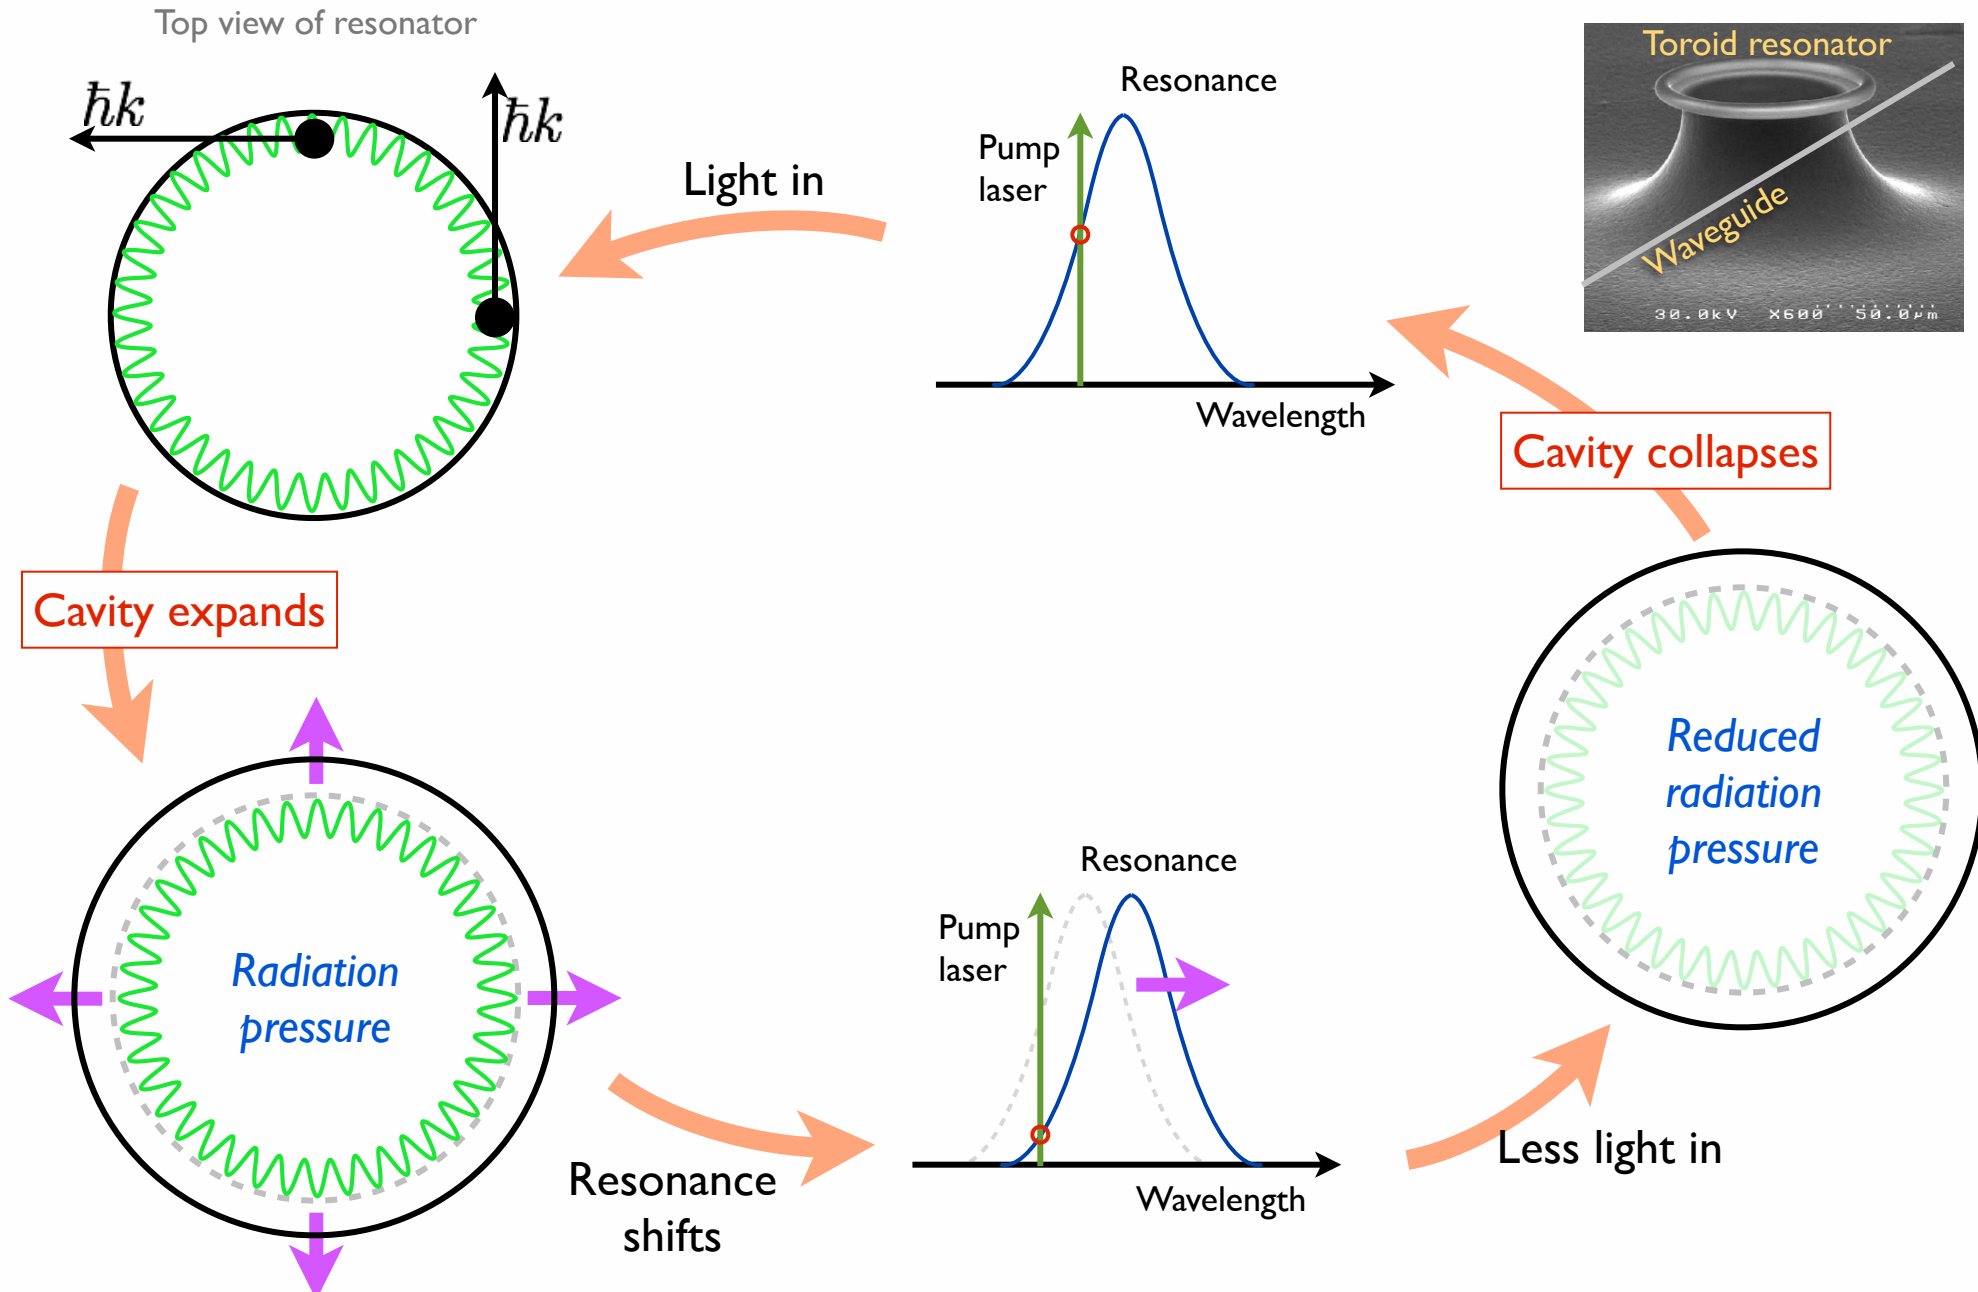 Top view of resonator
ħk
ħk
Light in
Resonance
Pump
laser
Wavelength
Toroid resonator
Waveguide
30.0kV X600 50.0μm
Cavity collapses
Cavity expands
Radiation
pressure
Resonance
shifts
Resonance
Pump
laser
Wavelength
Less light in
Reduced
radiation
pressure